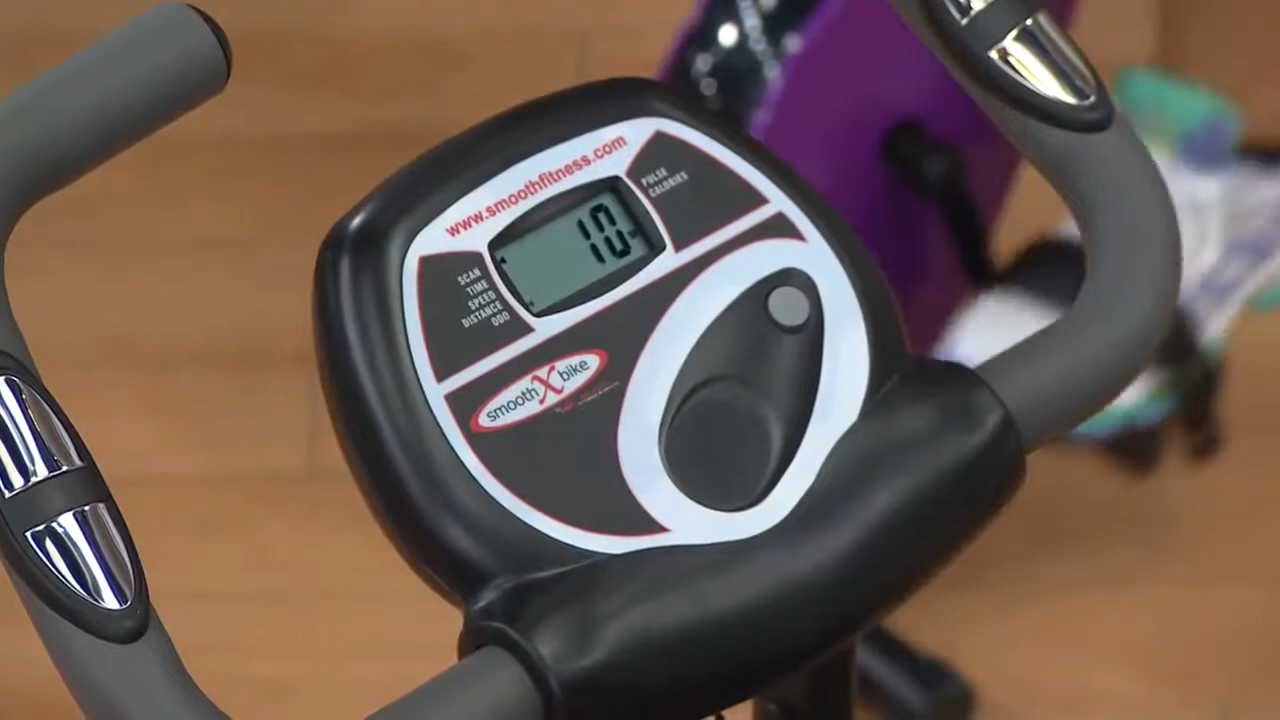 www.smoothfitness.com
PULSE
CALORIES
10
SCAN
TIME
SPEED
DISTANCE
ODO
smooth X bike